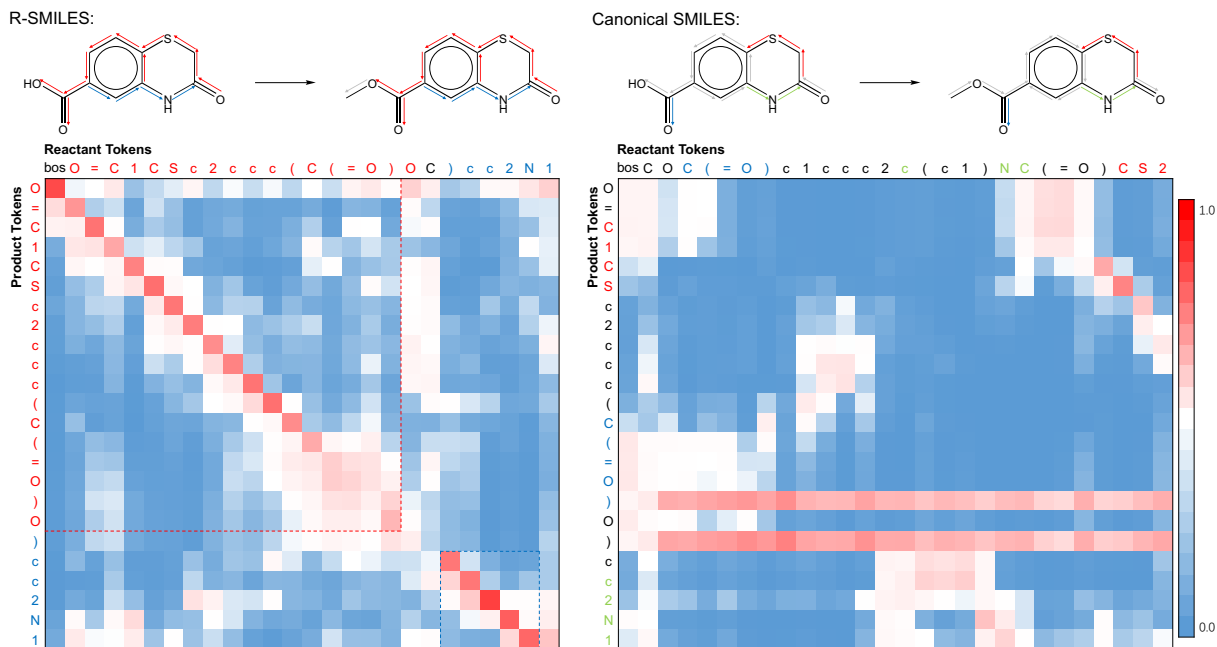 R-SMILES:
Canonical SMILES:
S
HO
O
N
H
O
S
O
O
N
H
O
S
HO
O
N
H
O
S
O
O
N
H
O
Reactant Tokens
bos O = C 1 C S c 2 c c c ( C ( = O ) O C ) c c 2 N 1
Product Tokens
O
=
C
1
C
S
c
2
c
c
c
(
C
(
=
O
)
O
)
c
c
2
N
1
Reactant Tokens
bos C O C ( = O ) c 1 c c c 2 c ( c 1 ) N C ( = O ) C S 2
Product Tokens
O
=
C
1
C
S
c
2
c
c
c
(
C
(
=
O
)
O
)
c
c
2
N
1
1.0
0.0